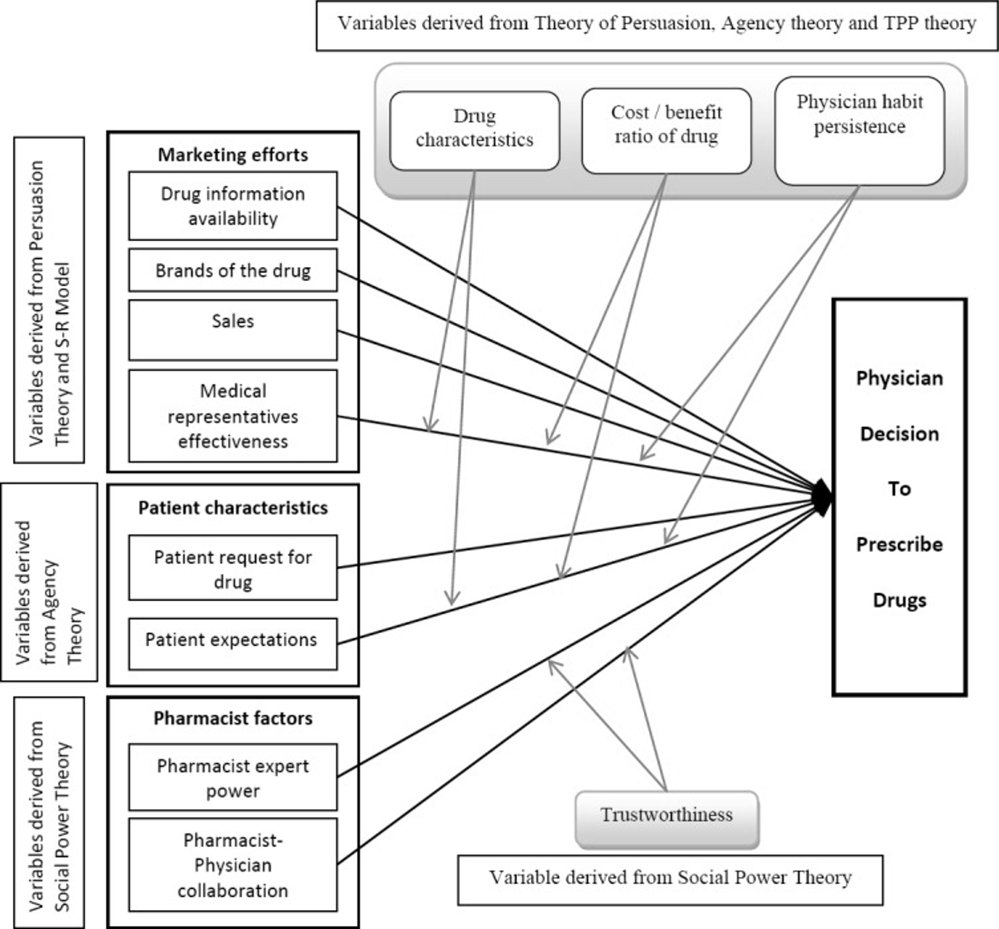 Variables derived from Theory of Persuasion, Agency theory and TPP theory
Drug
characteristics
Cost / benefit
ratio of drug
Physician habit
persistence
Variables derived from Persuasion
Theory and S-R Model
Marketing efforts
Drug information
availability
Brands of the drug
Sales
Medical
representatives
effectiveness
Variables derived
from Agency
Theory
Patient characteristics
Patient request for
drug
Patient expectations
Variables derived from
Social Power Theory
Pharmacist factors
Pharmacist expert
power
Pharmacist-
Physician
collaboration
Physician
Decision
To
Prescribe
Drugs
Trustworthiness
Variable derived from Social Power Theory